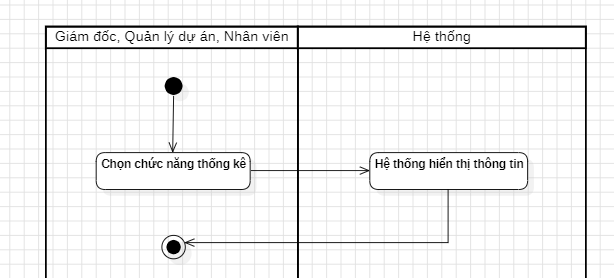 Giám đốc, Quản lý dự án, Nhân viên
Hệ thống
Chọn chức năng thống kê
Hệ thống hiển thị thông tin